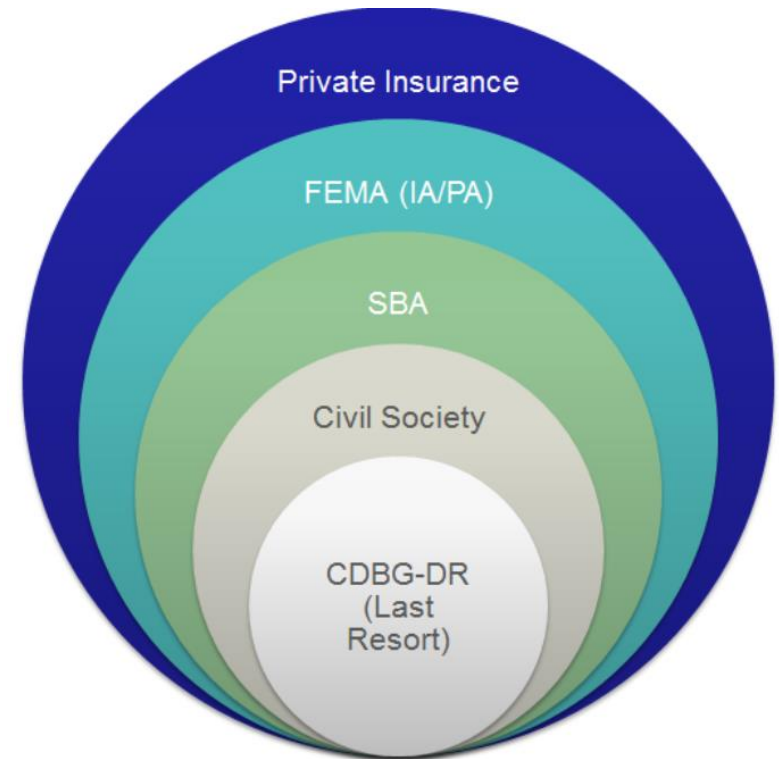 Private Insurance
FEMA (IA/PA)
SBA
Civil Society
CDBG-DR
(Last
Resort)